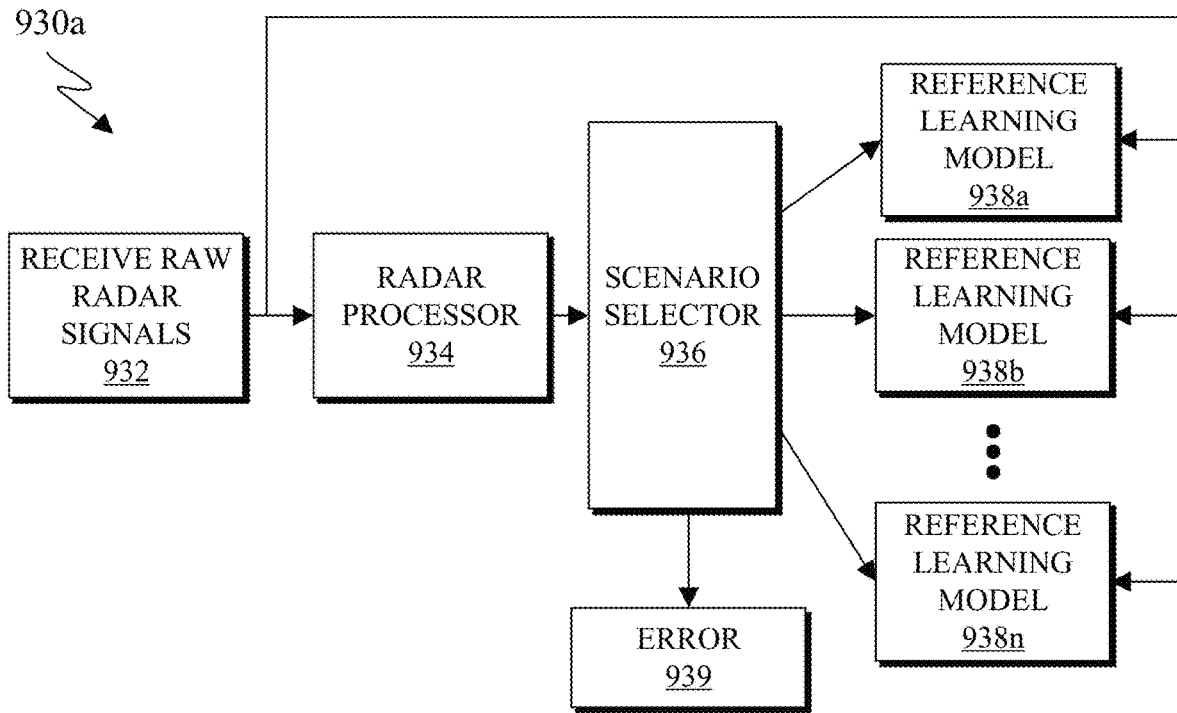 930a
RECEIVE RAW
RADAR
SIGNALS
932
RADAR
PROCESSOR
934
SCENARIO
SELECTOR
936
REFERENCE
LEARNING
MODEL
938a
REFERENCE
LEARNING
MODEL
938b
REFERENCE
LEARNING
MODEL
938n
ERROR
939